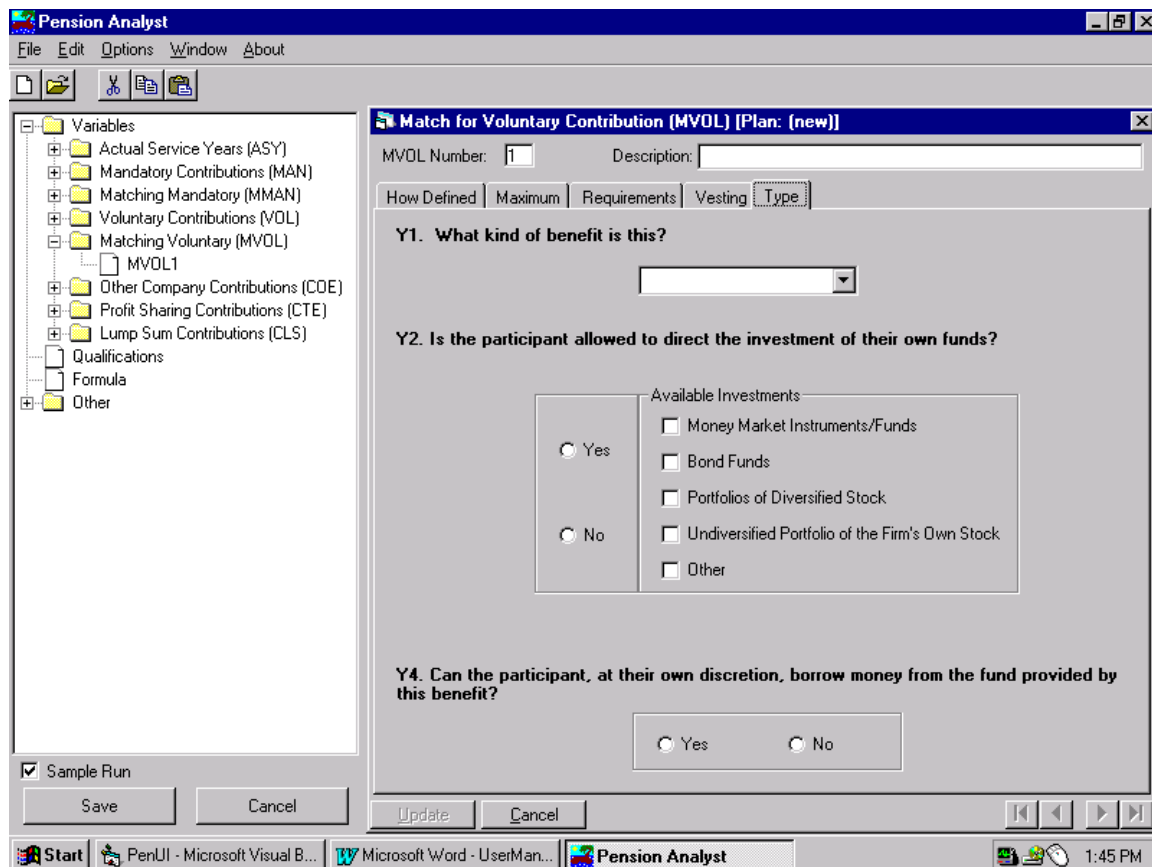 Pension Analyst
File Edit Options Window About
Variables
Actual Service Years (ASY)
Mandatory Contributions (MAN)
Matching Mandatory (MMAN)
Voluntary Contributions (VOL)
Matching Voluntary (MVOL)
MVOL1
Other Company Contributions (COE)
Profit Sharing Contributions (CTE)
Lump Sum Contributions (CLS)
Qualifications
Formula
Other
Sample Run
Save Cancel
Match for Voluntary Contribution (MVOL) [Plan: (new)]
MVOL Number: 1 Description:
How Defined Maximum Requirements Vesting Type
Y1. What kind of benefit is this?
Y2. Is the participant allowed to direct the investment of their own funds?
Yes
No
Available Investments
Money Market Instruments/Funds
Bond Funds
Portfolios of Diversified Stock
Undiversified Portfolio of the Firm's Own Stock
Other
Y4. Can the participant, at their own discretion, borrow money from the fund provided by
this benefit?
Yes No
Update Cancel
Start PenUI - Microsoft Visual B... Microsoft Word - UserMan... Pension Analyst 1:45 PM